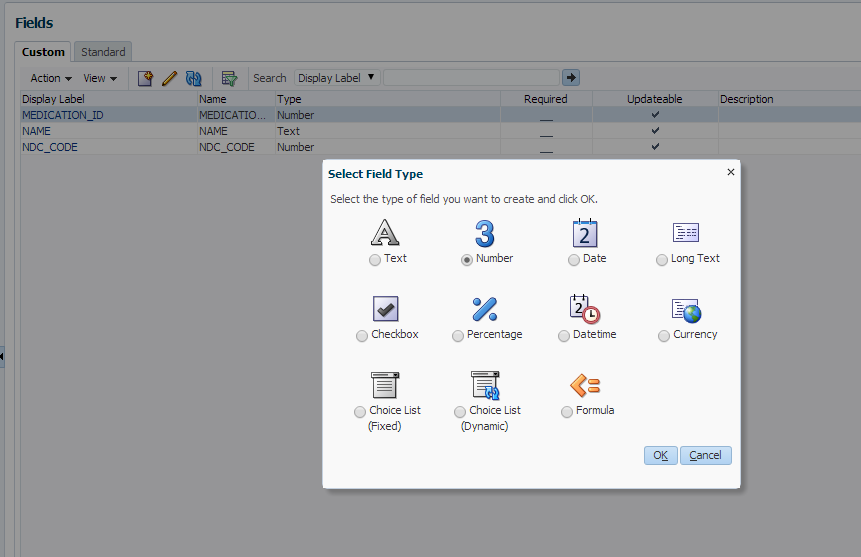 Fields
Custom Standard
Action View Search Display Label
Display Label Name Type Required Updateable Description
MEDICATION_ID MEDICATIO... Number
NAME NAME Text
NDC_CODE NDC_CODE Number
Select Field Type
Select the type of field you want to create and click OK.
A 3 2
Text Number Date Long Text
2
Checkbox Percentage Datetime Currency
Choice List (Fixed) Choice List (Dynamic) Formula
OK Cancel